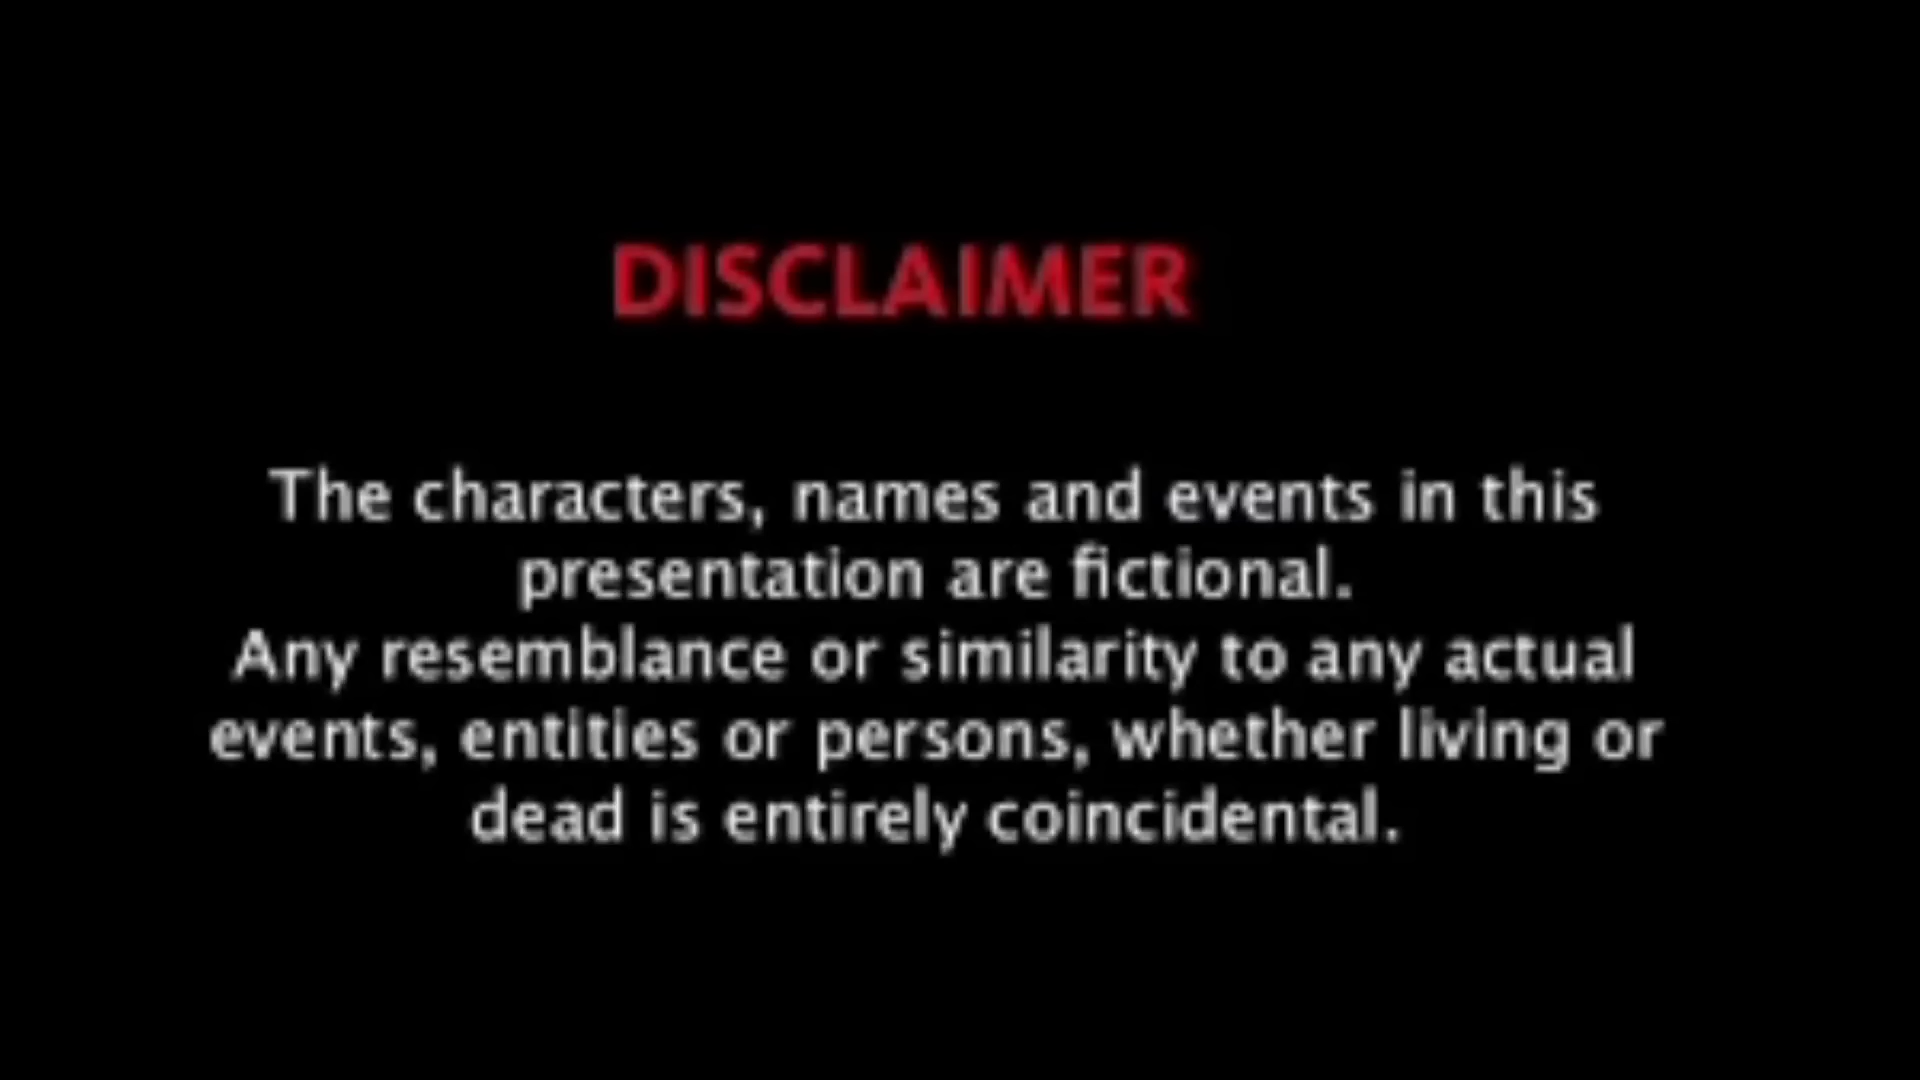 DISCLAIMER
The characters, names and events in this
presentation are fictional.
Any resemblance or similarity to any actual
events, entities or persons, whether living or
dead is entirely coincidental.